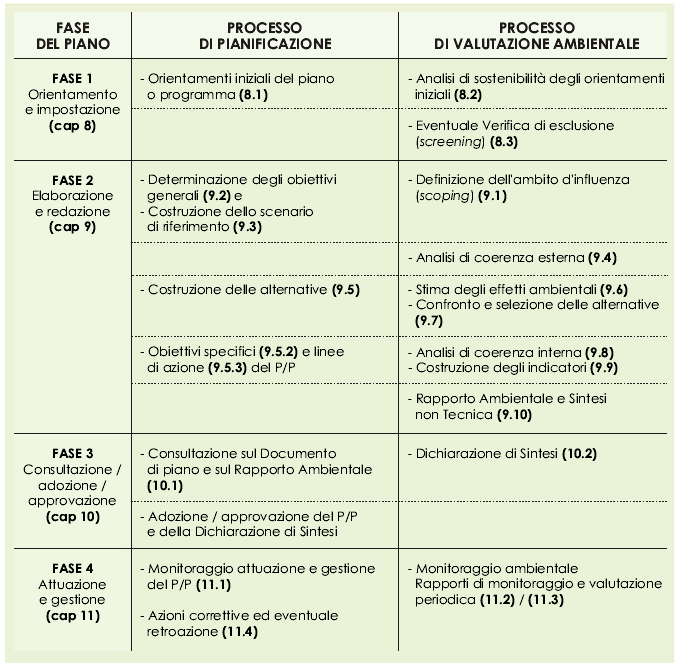 FASE
DEL PIANO
PROCESSO
DI PIANIFICAZIONE
PROCESSO
DI VALUTAZIONE AMBIENTALE
FASE 1
Orientamento
e impostazione
(cap 8)
- Orientamenti iniziali del piano
o programma (8.1)
- Analisi di sostenibilità degli orientamenti
iniziali (8.2)
- Eventuale Verifica di esclusione
(screening) (8.3)
FASE 2
Elaborazione
e redazione
(cap 9)
- Determinazione degli obiettivi
generali (9.2) e
- Costruzione dello scenario
di riferimento (9.3)
- Definizione dell'ambito d'influenza
(scoping) (9.1)
- Analisi di coerenza esterna (9.4)
- Costruzione delle alternative (9.5)
- Stima degli effetti ambientali (9.6)
- Confronto e selezione delle alternative
(9.7)
- Obiettivi specifici (9.5.2) e linee
di azione (9.5.3) del P/P
- Analisi di coerenza interna (9.8)
- Costruzione degli indicatori (9.9)
- Rapporto Ambientale e Sintesi
non Tecnica (9.10)
FASE 3
Consultazione /
adozione /
approvazione
(cap 10)
- Consultazione sul Documento
di piano e sul Rapporto Ambientale
(10.1)
- Dichiarazione di Sintesi (10.2)
- Adozione / approvazione del P/P
e della Dichiarazione di Sintesi
FASE 4
Attuazione
e gestione
(cap 11)
- Monitoraggio attuazione e gestione
del P/P (11.1)
- Azioni correttive ed eventuale
retroazione (11.4)
- Monitoraggio ambientale
Rapporti di monitoraggio e valutazione
periodica (11.2) / (11.3)